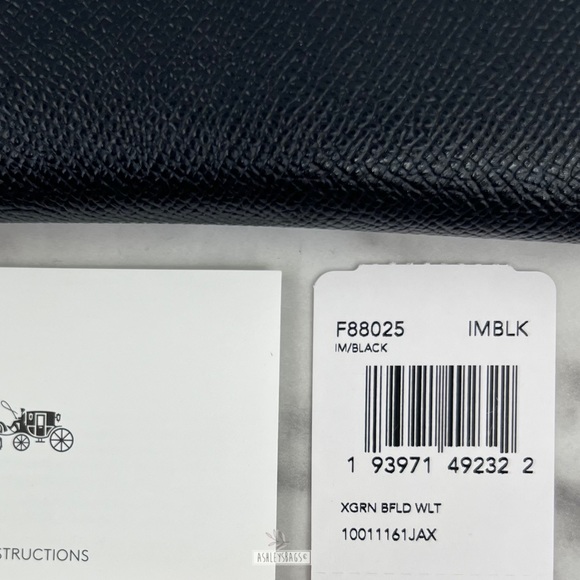 F88025 IMBLK
IM/BLACK
1 93971 49232 2
XGRN BFLD WLT
10011161JAX
STRUCTIONS
ASHLEYSBAGS©